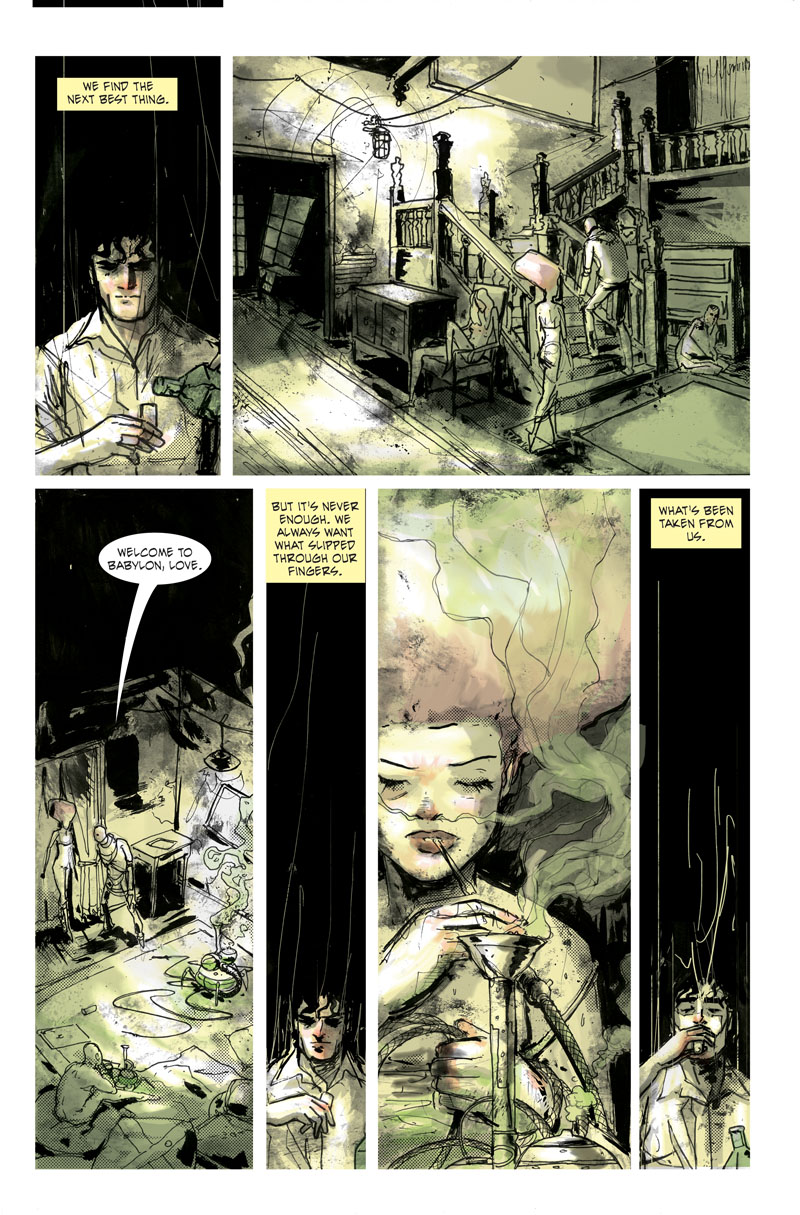 WE FIND THE
NEXT BEST THING.
WELCOME TO
BABYLON, LOVE.
BUT IT'S NEVER
ENOUGH. WE
ALWAYS WANT
WHAT SLIPPED
THROUGH OUR
FINGERS.
WHAT'S BEEN
TAKEN FROM
US.